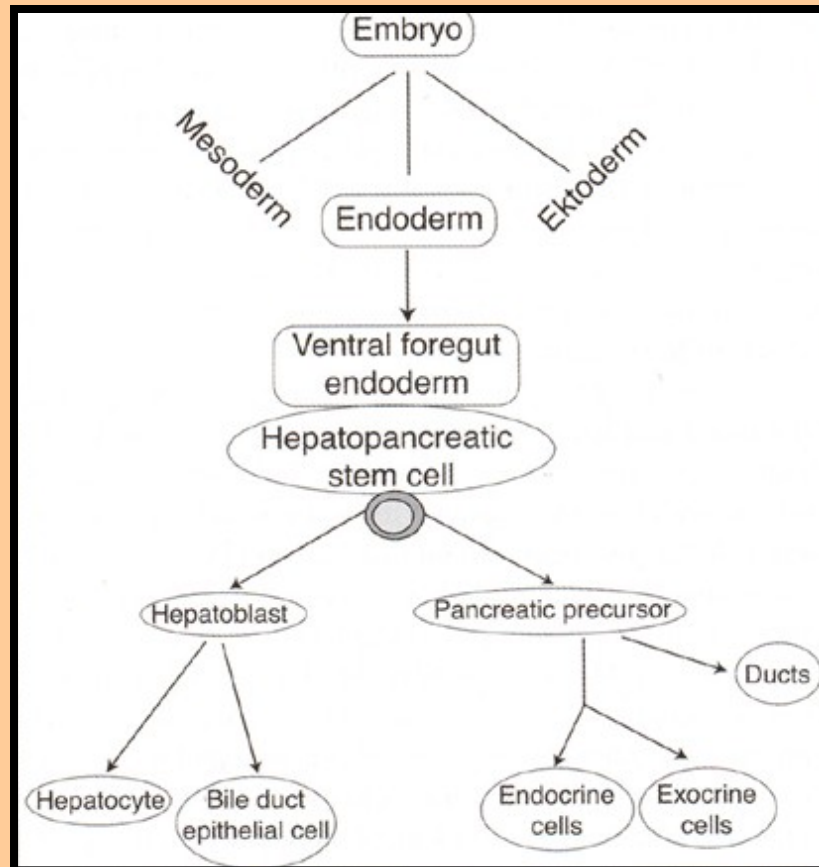 Embryo
Mesoderm
Endoderm
Ektoderm
Ventral foregut
endoderm
Hepatopancreatic
stem cell
Hepatoblast
Pancreatic precursor
Ducts
Hepatocyte
Bile duct
epithelial cell
Endocrine
cells
Exocrine
cells